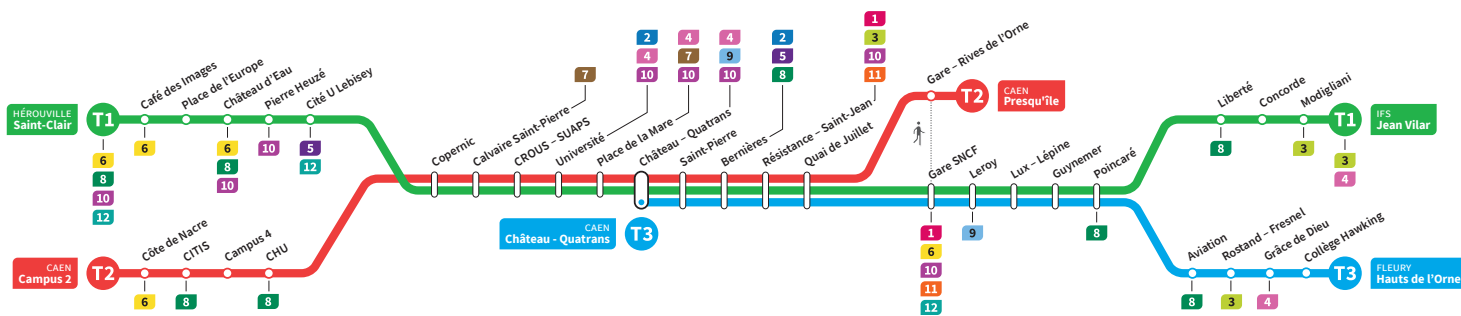 1
3
10
11
2
4
10
4
7
10
4
9
10
2
5
8
7
HÉROUVILLE
Saint-Clair
T1
Café des Images
Place de l'Europe
Château d'Eau
Pierre Heuzé
Cité U Lebisey
6
8
10
12
6
6
8
10
10
5
12
Copernic
Calvaire Saint-Pierre
CROUS – SUAPS
Université
Place de la Mare
Château – Quatrans
Saint-Pierre
Bernières
Résistance – Saint-Jean
Quai de Juillet
Gare – Rives de l'Orne
T2
CAEN
Presqu'île
Gare SNCF
Leroy
Lux – Lépine
Guynemer
Poincaré
1
6
10
11
12
9
8
Liberté
Concorde
Modigliani
T1
IFS
Jean Vilar
8
3
3
4
CAEN
Château - Quatrans
T3
CAEN
Campus 2
T2
Côte de Nacre
CITIS
Campus 4
CHU
6
8
8
Aviation
Rostand – Fresnel
Grâce de Dieu
Collège Hawking
T3
FLEURY
Hauts de l'Orne
8
3
4